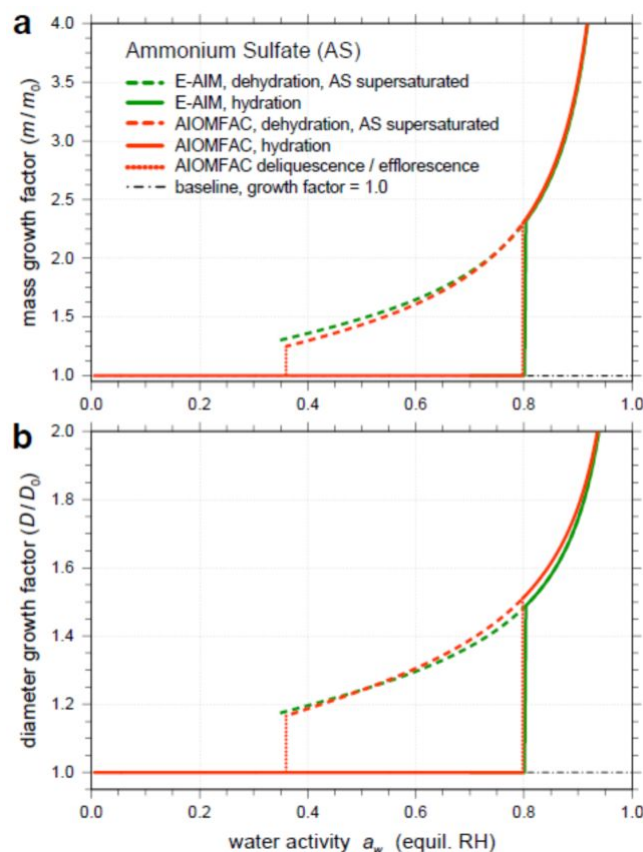 a
4.0
3.5
3.0
2.5
2.0
1.5
1.0
mass growth factor (m / m0)
Ammonium Sulfate (AS)
E-AIM, dehydration, AS supersaturated
E-AIM, hydration
AIOMFAC, dehydration, AS supersaturated
AIOMFAC, hydration
AIOMFAC deliquescence / efflorescence
baseline, growth factor = 1.0
0.0 0.2 0.4 0.6 0.8 1.0
b
2.0
1.8
1.6
1.4
1.2
1.0
diameter growth factor (D / D0)
0.0 0.2 0.4 0.6 0.8 1.0
water activity aw (equil. RH)